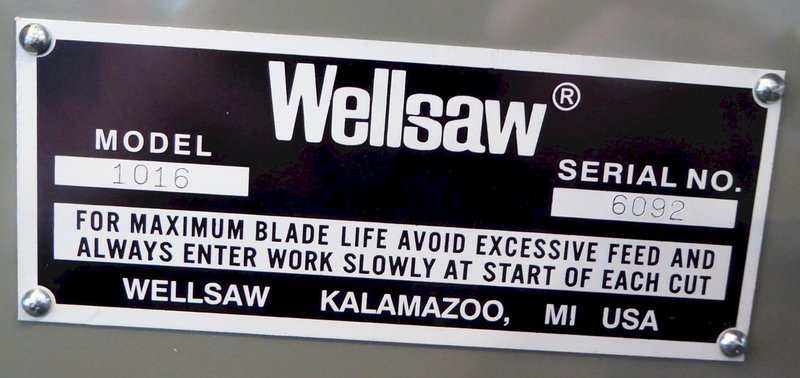 Wellsaw®
MODEL
1016
SERIAL NO.
6092
FOR MAXIMUM BLADE LIFE AVOID EXCESSIVE FEED AND
ALWAYS ENTER WORK SLOWLY AT START OF EACH CUT
WELLSAW KALAMAZOO, MI USA